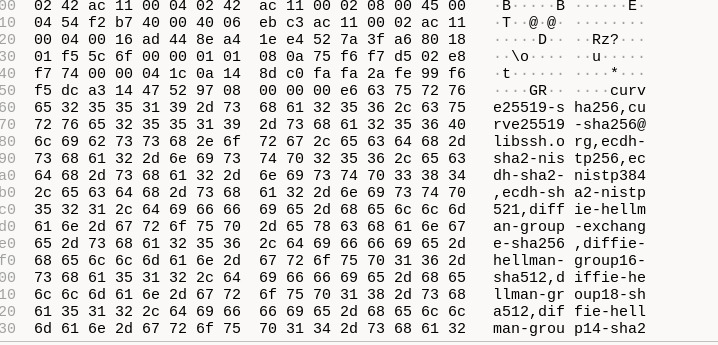 00 02 42 ac 11 00 04 02 42 ac 11 00 02 08 00 45 00 ·B·····B ······E·
10 04 54 f2 b7 40 00 40 06 eb c3 ac 11 00 02 ac 11 ·T··@·@· ········
20 00 04 00 16 ad 44 8e a4 1e e4 52 7a 3f a6 80 18 ·····D·· ··Rz?···
30 01 f5 5c 6f 00 00 01 01 08 0a 75 f6 f7 d5 02 e8 ··\o···· ··u·····
40 f7 74 00 00 04 1c 0a 14 8d c0 fa fa 2a fe 99 f6 ·t······ ····*···
50 f5 dc a3 14 47 52 97 08 00 00 00 e6 63 75 72 76 ····GR·· ····curv
60 65 32 35 35 31 39 2d 73 68 61 32 35 36 2c 63 75 e25519-s ha256,cu
70 72 76 65 32 35 35 31 39 2d 73 68 61 32 35 36 40 rve25519 -sha256@
80 6c 69 62 73 73 68 2e 6f 72 67 2c 65 63 64 68 2d libssh.o rg,ecdh-
90 73 68 61 32 2d 6e 69 73 74 70 32 35 36 2c 65 63 sha2-nis tp256,ec
a0 64 68 2d 73 68 61 32 2d 6e 69 73 74 70 33 38 34 dh-sha2- nistp384
b0 2c 65 63 64 68 2d 73 68 61 32 2d 6e 69 73 74 70 ,ecdh-sh a2-nistp
c0 35 32 31 2c 64 69 66 66 69 65 2d 68 65 6c 6c 6d 521,diff ie-hellm
d0 61 6e 2d 67 72 6f 75 70 2d 65 78 63 68 61 6e 67 an-group -exchang
e0 65 2d 73 68 61 32 35 36 2c 64 69 66 66 69 65 2d e-sha256 ,diffie-
f0 68 65 6c 6c 6d 61 6e 2d 67 72 6f 75 70 31 36 2d hellman- group16-
00 73 68 61 35 31 32 2c 64 69 66 66 69 65 2d 68 65 sha512,d iffie-he
10 6c 6c 6d 61 6e 2d 67 72 6f 75 70 31 38 2d 73 68 llman-gr oup18-sh
20 61 35 31 32 2c 64 69 66 66 69 65 2d 68 65 6c 6c a512,dif fie-hell
30 6d 61 6e 2d 67 72 6f 75 70 31 34 2d 73 68 61 32 man-grou p14-sha2